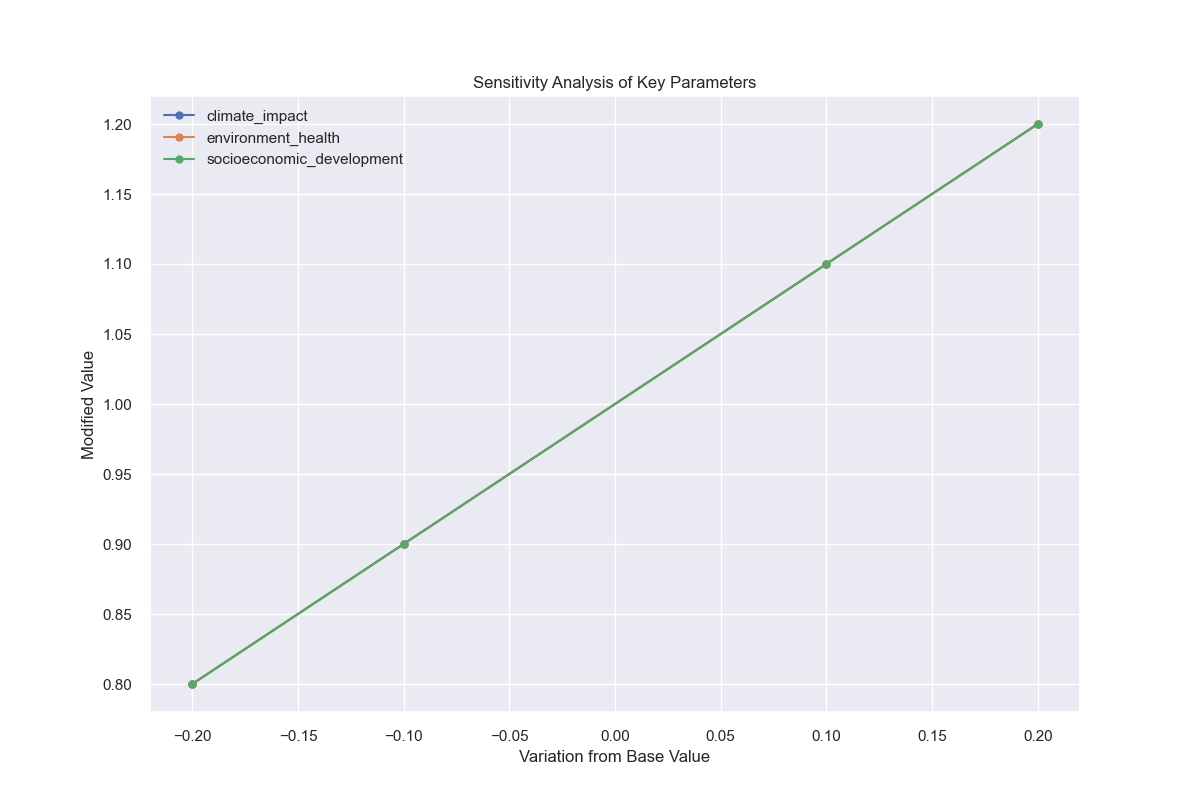 Sensitivity Analysis of Key Parameters
climate_impact
environment_health
socioeconomic_development
1.20
1.15
1.10
1.05
1.00
0.95
0.90
0.85
0.80
Modified Value
−0.20 −0.15 −0.10 −0.05 0.00 0.05 0.10 0.15 0.20
Variation from Base Value